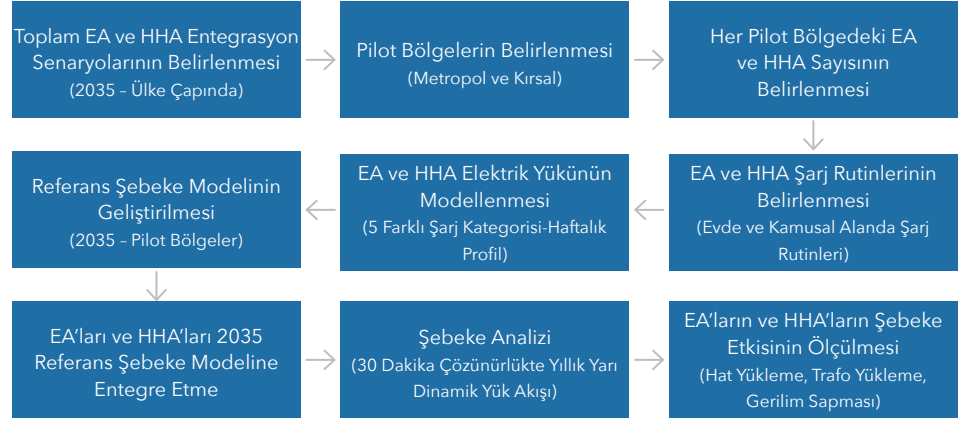 Toplam EA ve HHA Entegrasyon
Senaryolarının Belirlenmesi
(2035 – Ülke Çapında)
Pilot Bölgelerin Belirlenmesi
(Metropol ve Kırsal)
Her Pilot Bölgedeki EA
ve HHA Sayısının
Belirlenmesi
EA ve HHA Şarj Rutinlerinin
Belirlenmesi
(Evde ve Kamusal Alanda Şarj
Rutinleri)
EA ve HHA Elektrik Yükünün
Modellenmesi
(5 Farklı Şarj Kategorisi-Haftalık
Profil)
Referans Şebeke Modelinin
Geliştirilmesi
(2035 – Pilot Bölgeler)
EA’ları ve HHA’ları 2035
Referans Şebeke Modeline
Entegre Etme
Şebeke Analizi
(30 Dakika Çözünürlükte Yıllık Yarı
Dinamik Yük Akışı)
EA’ların ve HHA’ların Şebeke
Etkisinin Ölçülmesi
(Hat Yükleme, Trafo Yükleme,
Gerilim Sapması)